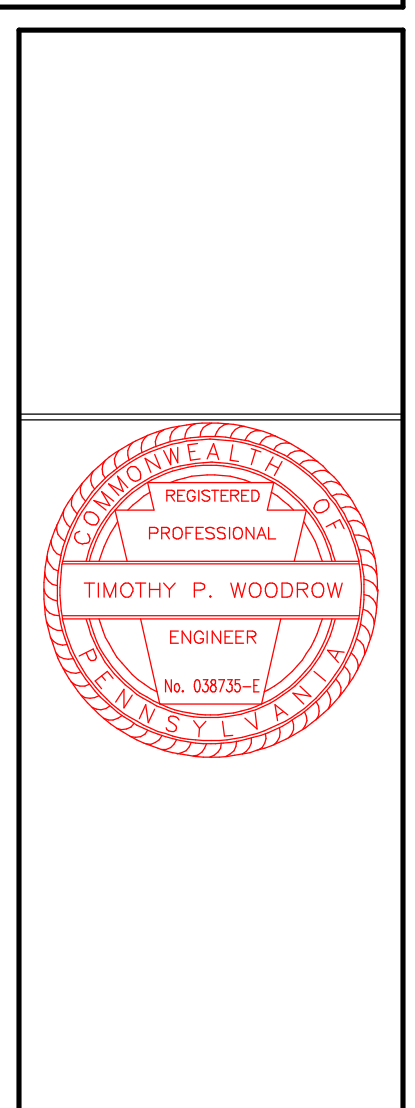 COMMONWEALTH OF
REGISTERED
PROFESSIONAL
TIMOTHY P. WOODROW
ENGINEER
No. 038735-E
PENNSYLVANIA